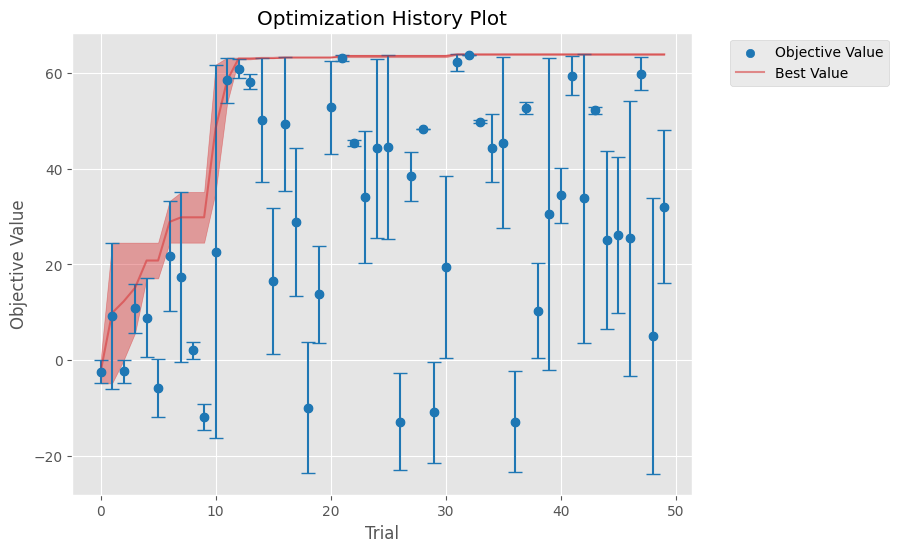 Optimization History Plot
Objective Value
Best Value
Objective Value
60
40
20
0
−20
0 10 20 30 40 50
Trial